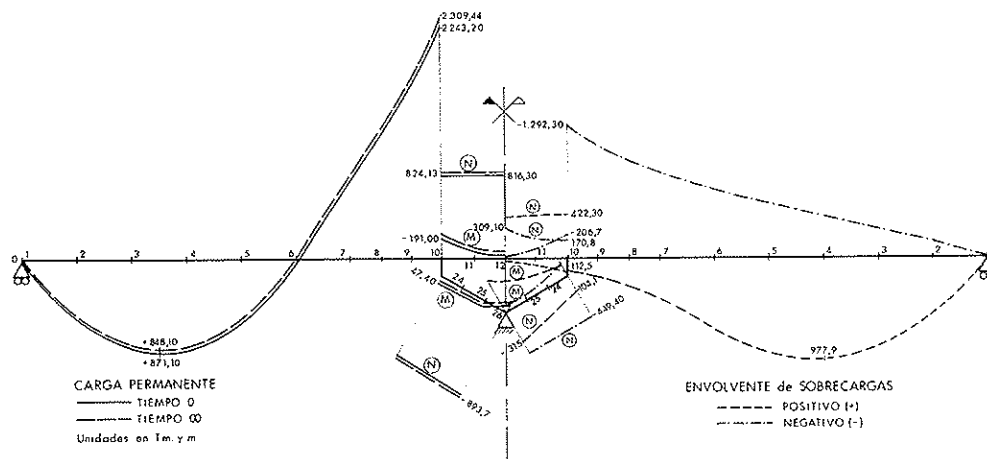 2.309,44
2.243,20
-1.292,30
N
824,13
816,30
422,30
N
309,10
N
-191,00
M
206,7
170,8
0
1
2
3
4
5
6
7
8
9
10
11
12
10
9
8
7
6
5
4
3
2
1
112,5
M
M
47,40
24
25
26
M
25
24
104,1
N
449,40
N
315
+848,10
+871,10
N
-893,7
977,9
CARGA PERMANENTE
TIEMPO 0
TIEMPO ∞
Unidades en Tm. y m
ENVOLVENTE de SOBRECARGAS
POSITIVO (+)
NEGATIVO (-)